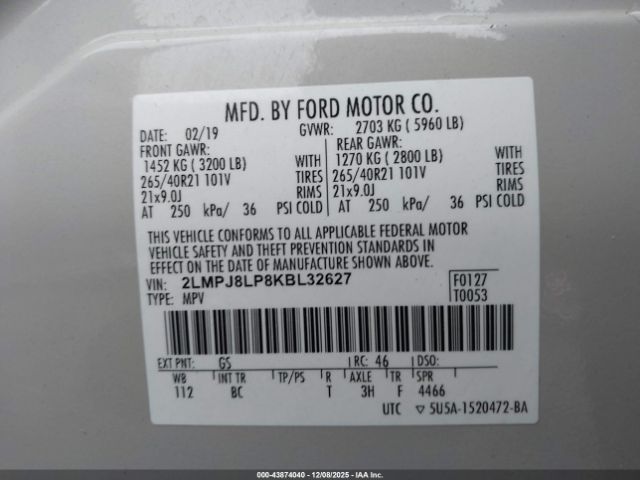 MFD. BY FORD MOTOR CO.
DATE: 02/19 GVWR: 2703 KG ( 5960 LB)
FRONT GAWR: REAR GAWR:
1452 KG ( 3200 LB) WITH 1270 KG ( 2800 LB) WITH
265/40R21 101V TIRES 265/40R21 101V TIRES
21x9.0J RIMS 21x9.0J RIMS
AT 250 kPa/ 36 PSI COLD AT 250 kPa/ 36 PSI COLD
THIS VEHICLE CONFORMS TO ALL APPLICABLE FEDERAL MOTOR
VEHICLE SAFETY AND THEFT PREVENTION STANDARDS IN
EFFECT ON THE DATE OF MANUFACTURE SHOWN ABOVE.
VIN: 2LMPJ8LP8KBL32627 F0127
TYPE: MPV T0053
EXT PNT: GS RC: 46 DSO:
WB INT TR TP/PS R AXLE TR SPR
112 BC T 3H F 4466
UTC ▽ 5U5A-1520472-BA
000-43874040 - 12/08/2025 - IAA Inc.